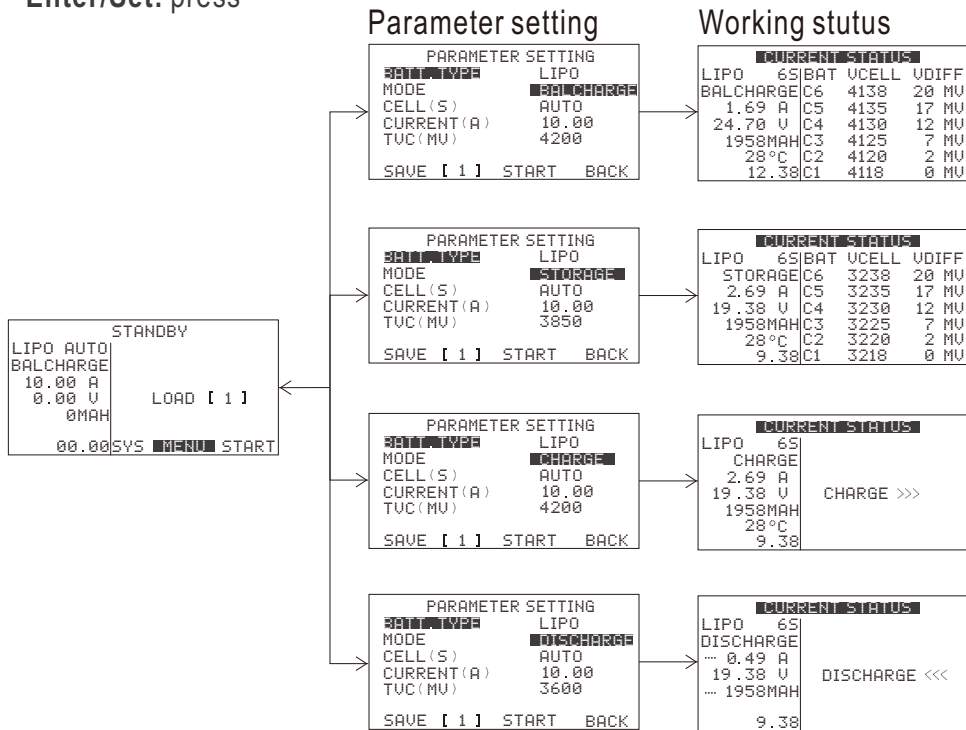 Enter/Set: press
Parameter setting
Working stutus
STANDBY
LIPO AUTO
BALCHARGE
10.00 A
0.00 V
0MAH
LOAD [ 1 ]
00.00 SYS MENU START
PARAMETER SETTING
BATT.TYPE LIPO
MODE BALCHARGE
CELL(S) AUTO
CURRENT(A) 10.00
TVC(MV) 4200
SAVE [ 1 ] START BACK
CURRENT STATUS
LIPO 6S BAT VCELL VDIFF
BALCHARGE C6 4138 20 MV
1.69 A C5 4135 17 MV
24.70 V C4 4130 12 MV
1958MAH C3 4125 7 MV
28°C C2 4120 2 MV
12.38 C1 4118 0 MV
PARAMETER SETTING
BATT.TYPE LIPO
MODE STORAGE
CELL(S) AUTO
CURRENT(A) 10.00
TVC(MV) 3850
SAVE [ 1 ] START BACK
CURRENT STATUS
LIPO 6S BAT VCELL VDIFF
STORAGE C6 3238 20 MV
2.69 A C5 3235 17 MV
19.38 V C4 3230 12 MV
1958MAH C3 3225 7 MV
28°C C2 3220 2 MV
9.38 C1 3218 0 MV
PARAMETER SETTING
BATT.TYPE LIPO
MODE CHARGE
CELL(S) AUTO
CURRENT(A) 10.00
TVC(MV) 4200
SAVE [ 1 ] START BACK
CURRENT STATUS
LIPO 6S
CHARGE
2.69 A
19.38 V
1958MAH
28°C
9.38
CHARGE >>>
PARAMETER SETTING
BATT.TYPE LIPO
MODE DISCHARGE
CELL(S) AUTO
CURRENT(A) 10.00
TVC(MV) 3600
SAVE [ 1 ] START BACK
CURRENT STATUS
LIPO 6S
DISCHARGE
┈ 0.49 A
19.38 V
┈ 1958MAH
9.38
DISCHARGE <<<